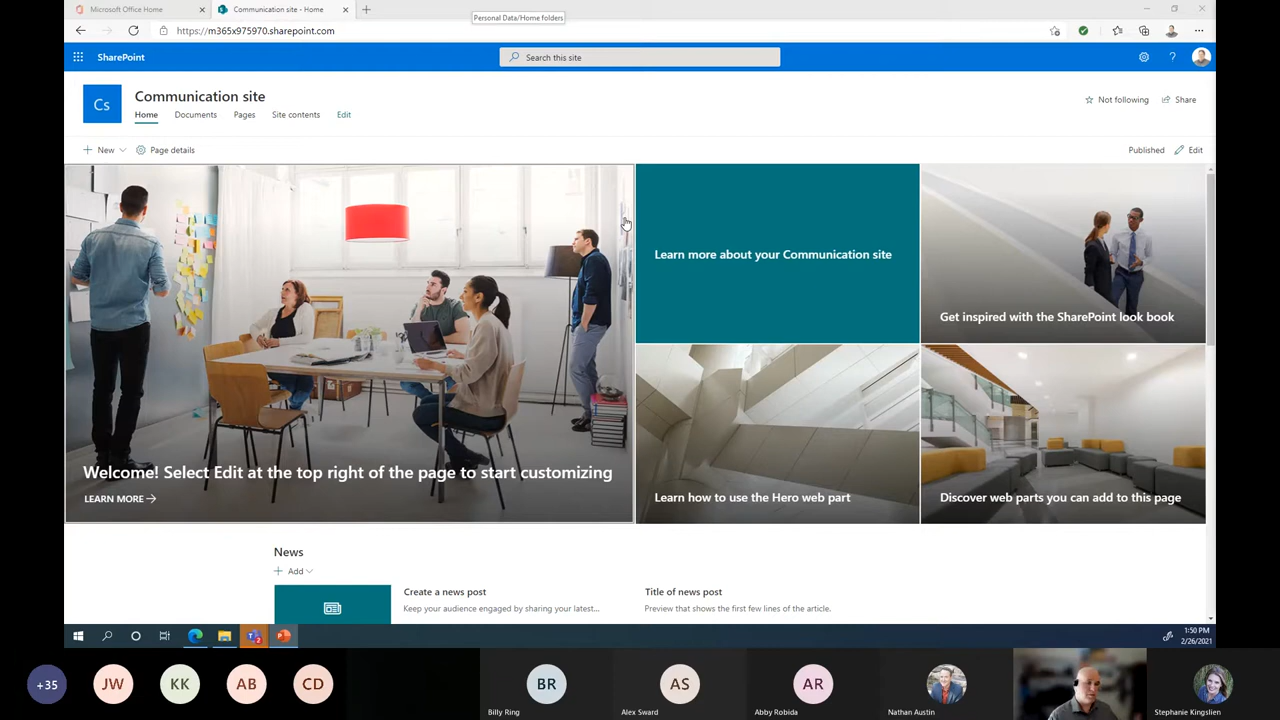 Microsoft Office Home
Communication site - Home
Personal Data/Home folders
https://m365x975970.sharepoint.com
SharePoint
Search this site
Cs
Communication site
Not following
Share
Home
Documents
Pages
Site contents
Edit
New
Page details
Published
Edit
Learn more about your Communication site
Get inspired with the SharePoint look book
Welcome! Select Edit at the top right of the page to start customizing
LEARN MORE
Learn how to use the Hero web part
Discover web parts you can add to this page
News
Add
Create a news post
Keep your audience engaged by sharing your latest...
Title of news post
Preview that shows the first few lines of the article.
1:50 PM
2/26/2021
+35
JW
KK
AB
CD
BR
Billy Ring
AS
Alex Sward
AR
Abby Robida
Nathan Austin
Stephanie Kingslien